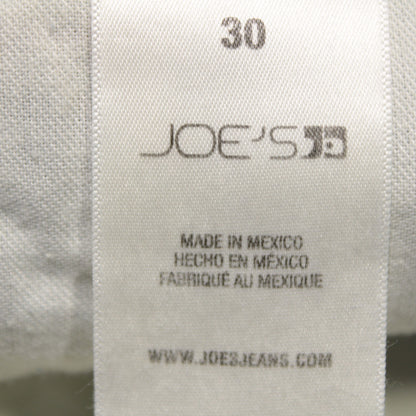 30
JOE'S
MADE IN MEXICO
HECHO EN MÉXICO
FABRIQUÉ AU MEXIQUE
WWW.JOESJEANS.COM